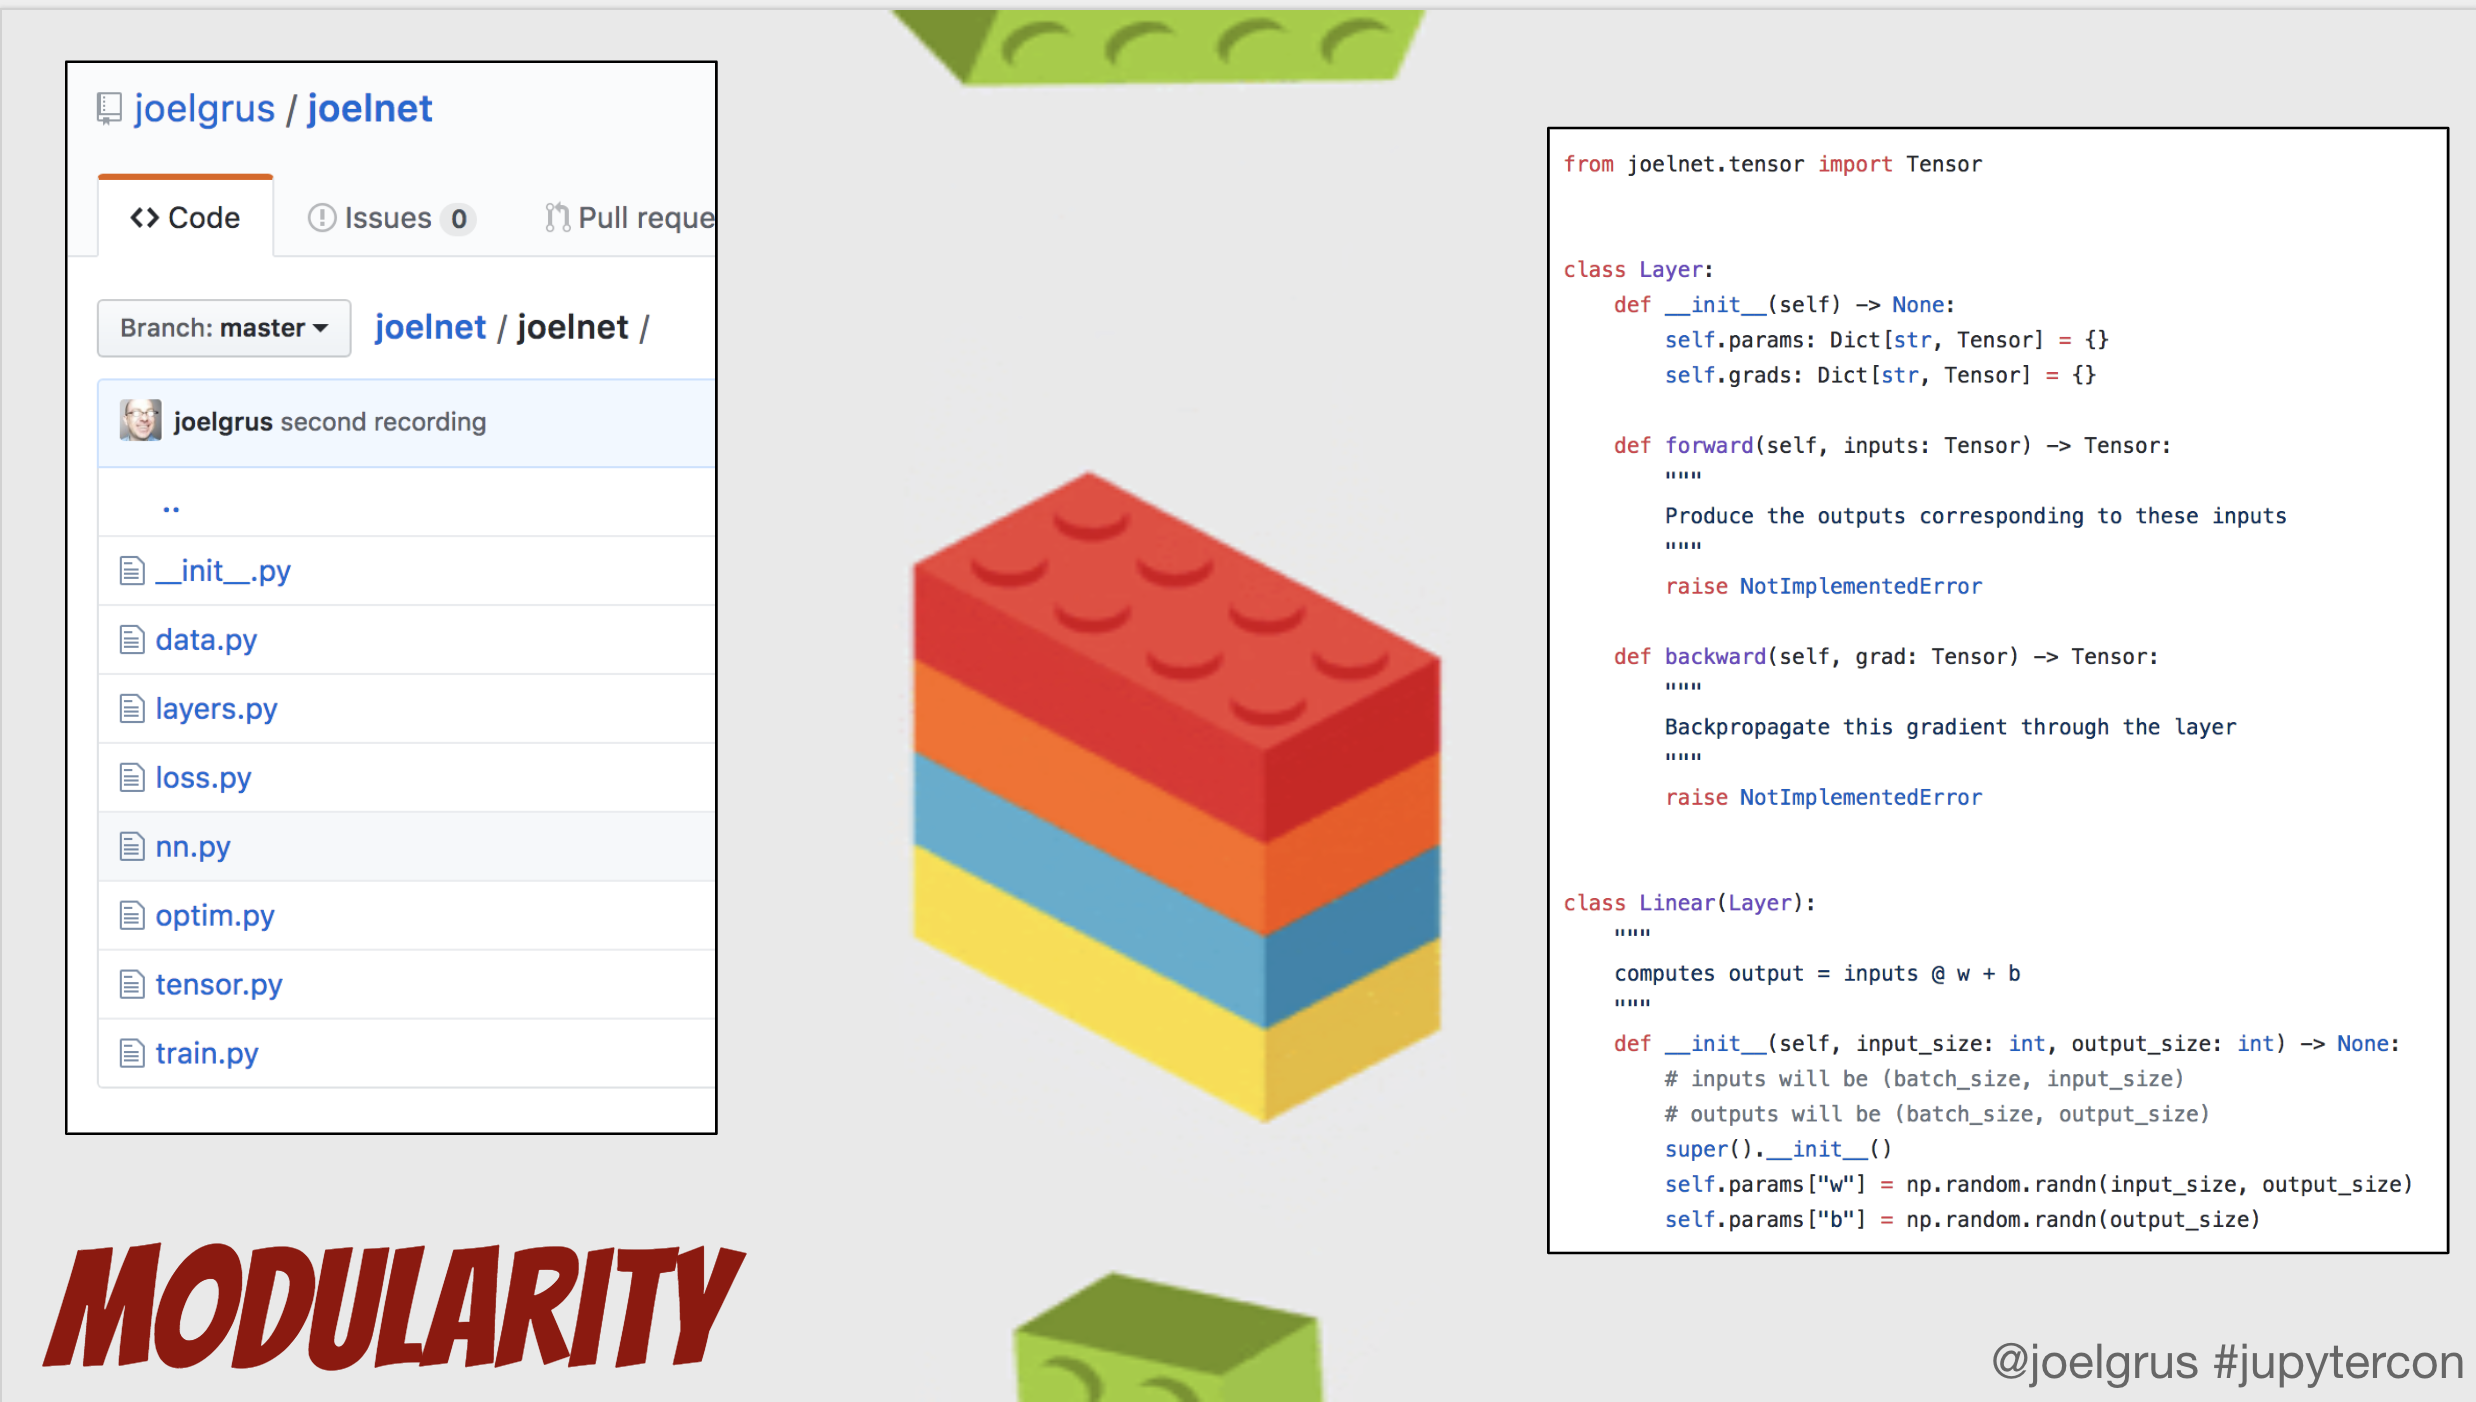 joelgrus / joelnet
Code Issues 0 Pull reque
Branch: master joelnet / joelnet /
joelgrus second recording
..
__init__.py
data.py
layers.py
loss.py
nn.py
optim.py
tensor.py
train.py
MODULARITY
from joelnet.tensor import Tensor
class Layer:
def __init__(self) -> None:
self.params: Dict[str, Tensor] = {}
self.grads: Dict[str, Tensor] = {}
def forward(self, inputs: Tensor) -> Tensor:
"""
Produce the outputs corresponding to these inputs
"""
raise NotImplementedError
def backward(self, grad: Tensor) -> Tensor:
"""
Backpropagate this gradient through the layer
"""
raise NotImplementedError
class Linear(Layer):
"""
computes output = inputs @ w + b
"""
def __init__(self, input_size: int, output_size: int) -> None:
# inputs will be (batch_size, input_size)
# outputs will be (batch_size, output_size)
super().__init__()
self.params["w"] = np.random.randn(input_size, output_size)
self.params["b"] = np.random.randn(output_size)
@joelgrus #jupytercon